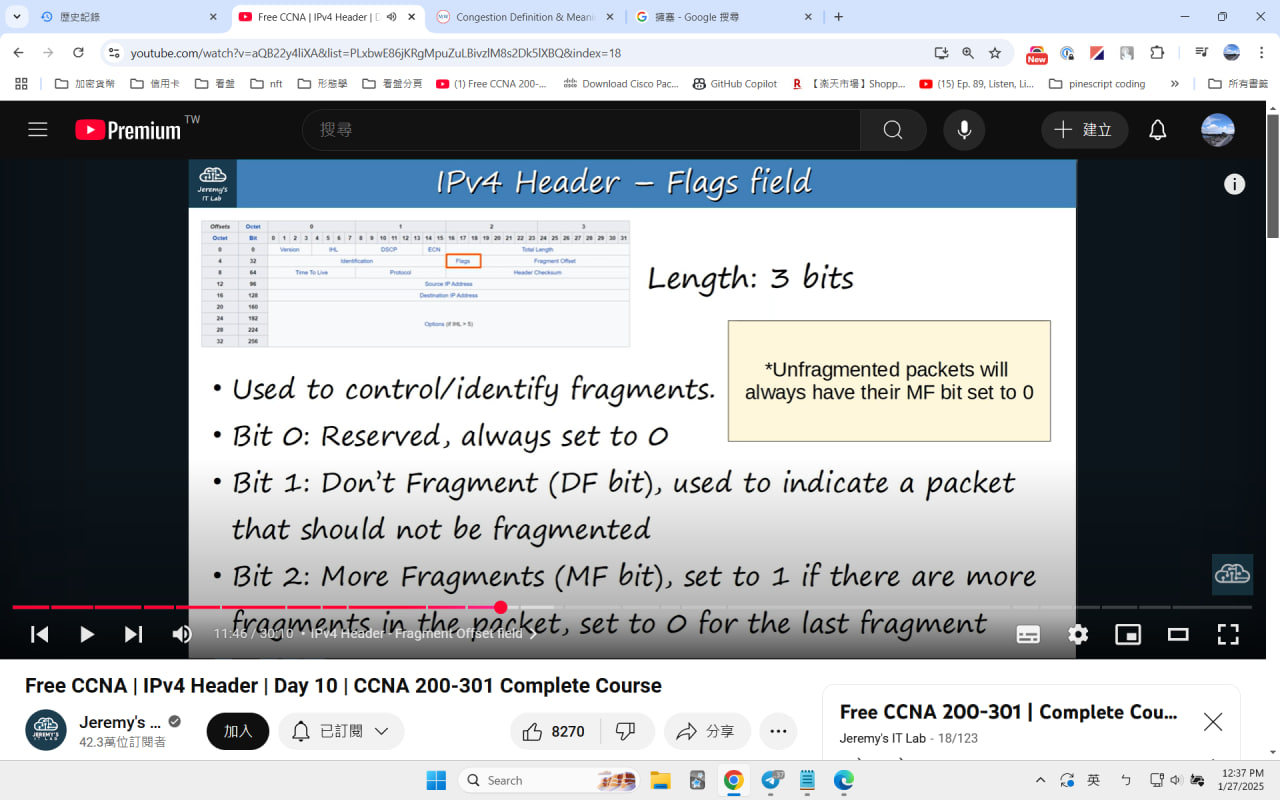 歷史記錄
Free CCNA | IPv4 Header | D
Congestion Definition & Meani
擁塞 - Google 搜尋
youtube.com/watch?v=aQB22y4liXA&list=PLxbwE86jKRgMpuZuLBivzlM8s2Dk5lXBQ&index=18
New
加密貨幣
信用卡
看盤
nft
形態學
看盤分頁
(1) Free CCNA 200-...
Download Cisco Pac...
GitHub Copilot
【楽天市場】Shopp...
(15) Ep. 89, Listen, Li...
pinescript coding
所有書籤
Premium TW
搜尋
建立
Jeremy's
IT Lab
IPv4 Header – Flags field
Offsets Octet 0 1 2 3
Octet Bit 0 1 2 3 4 5 6 7 8 9 10 11 12 13 14 15 16 17 18 19 20 21 22 23 24 25 26 27 28 29 30 31
0 0 Version IHL DSCP ECN Total Length
4 32 Identification Flags Fragment Offset
8 64 Time To Live Protocol Header Checksum
12 96 Source IP Address
16 128 Destination IP Address
20 160
24 192
Options (if IHL > 5)
28 224
32 256
Length: 3 bits
*Unfragmented packets will
always have their MF bit set to 0
• Used to control/identify fragments.
• Bit 0: Reserved, always set to 0
• Bit 1: Don't Fragment (DF bit), used to indicate a packet
that should not be fragmented
• Bit 2: More Fragments (MF bit), set to 1 if there are more
fragments in the packet, set to 0 for the last fragment
11:46 / 30:10 • IPv4 Header - Fragment Offset field
Free CCNA | IPv4 Header | Day 10 | CCNA 200-301 Complete Course
JEREMY'S
IT LAB
Jeremy's ...
42.3萬位訂閱者
加入
已訂閱
8270
分享
Free CCNA 200-301 | Complete Cou...
Jeremy's IT Lab - 18/123
Search
37
英
ㄅ
12:37 PM
1/27/2025